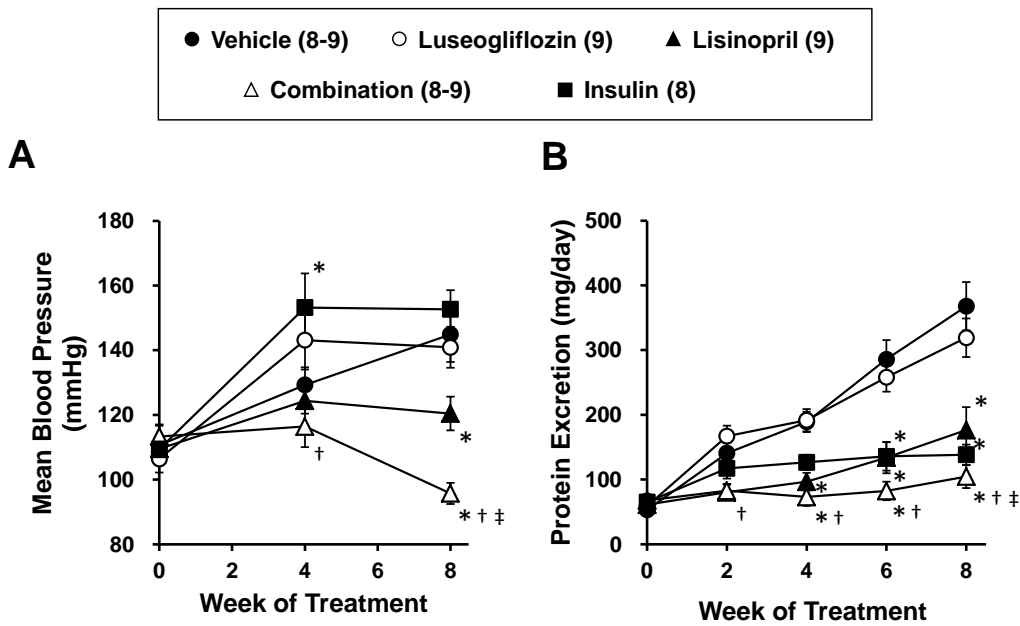 Vehicle (8-9) Luseogliflozin (9) Lisinopril (9)
Combination (8-9) Insulin (8)
A
Mean Blood Pressure
(mmHg)
180
160
140
120
100
80
*
†
*
* † ‡
0 2 4 6 8
Week of Treatment
B
Protein Excretion (mg/day)
500
400
300
200
100
0
†
*
* †
*
*
* †
*
*
* † ‡
0 2 4 6 8
Week of Treatment